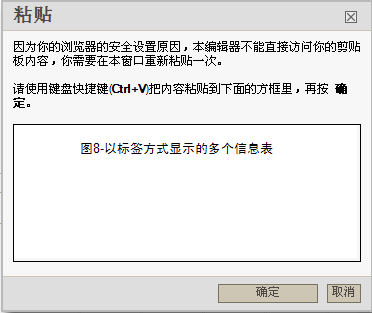 粘贴
因为你的浏览器的安全设置原因，本编辑器不能直接访问你的剪贴
板内容，你需要在本窗口重新粘贴一次。
请使用键盘快捷键(Ctrl+V)把内容粘贴到下面的方框里，再按 确
定。
图8-以标签方式显示的多个信息表
确定
取消